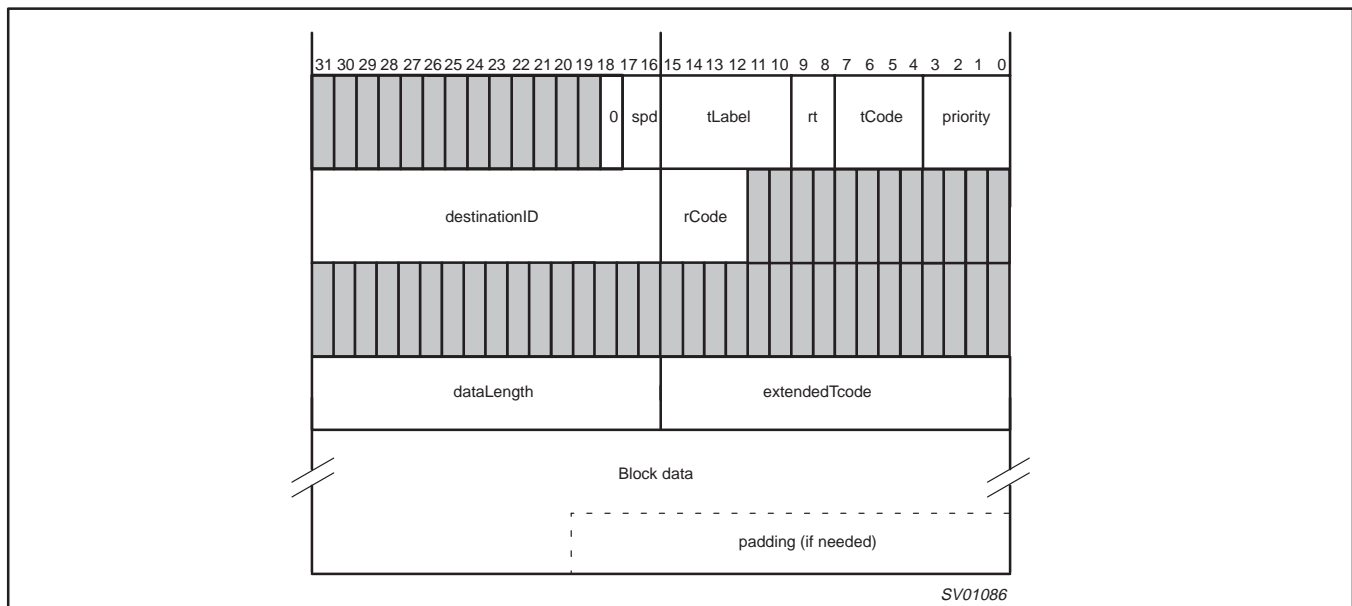 31 30 29 28 27 26 25 24 23 22 21 20 19 18 17 16 15 14 13 12 11 10 9 8 7 6 5 4 3 2 1 0
0 spd tLabel rt tCode priority
destinationID rCode
dataLength extendedTcode
Block data
padding (if needed)
SV01086